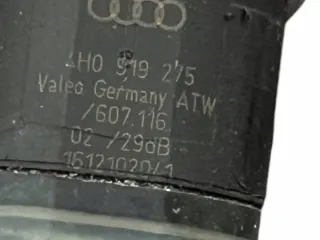 4H0 919 275
Valeo Germany ATW
/607.116
02 /29dB
16121020/1